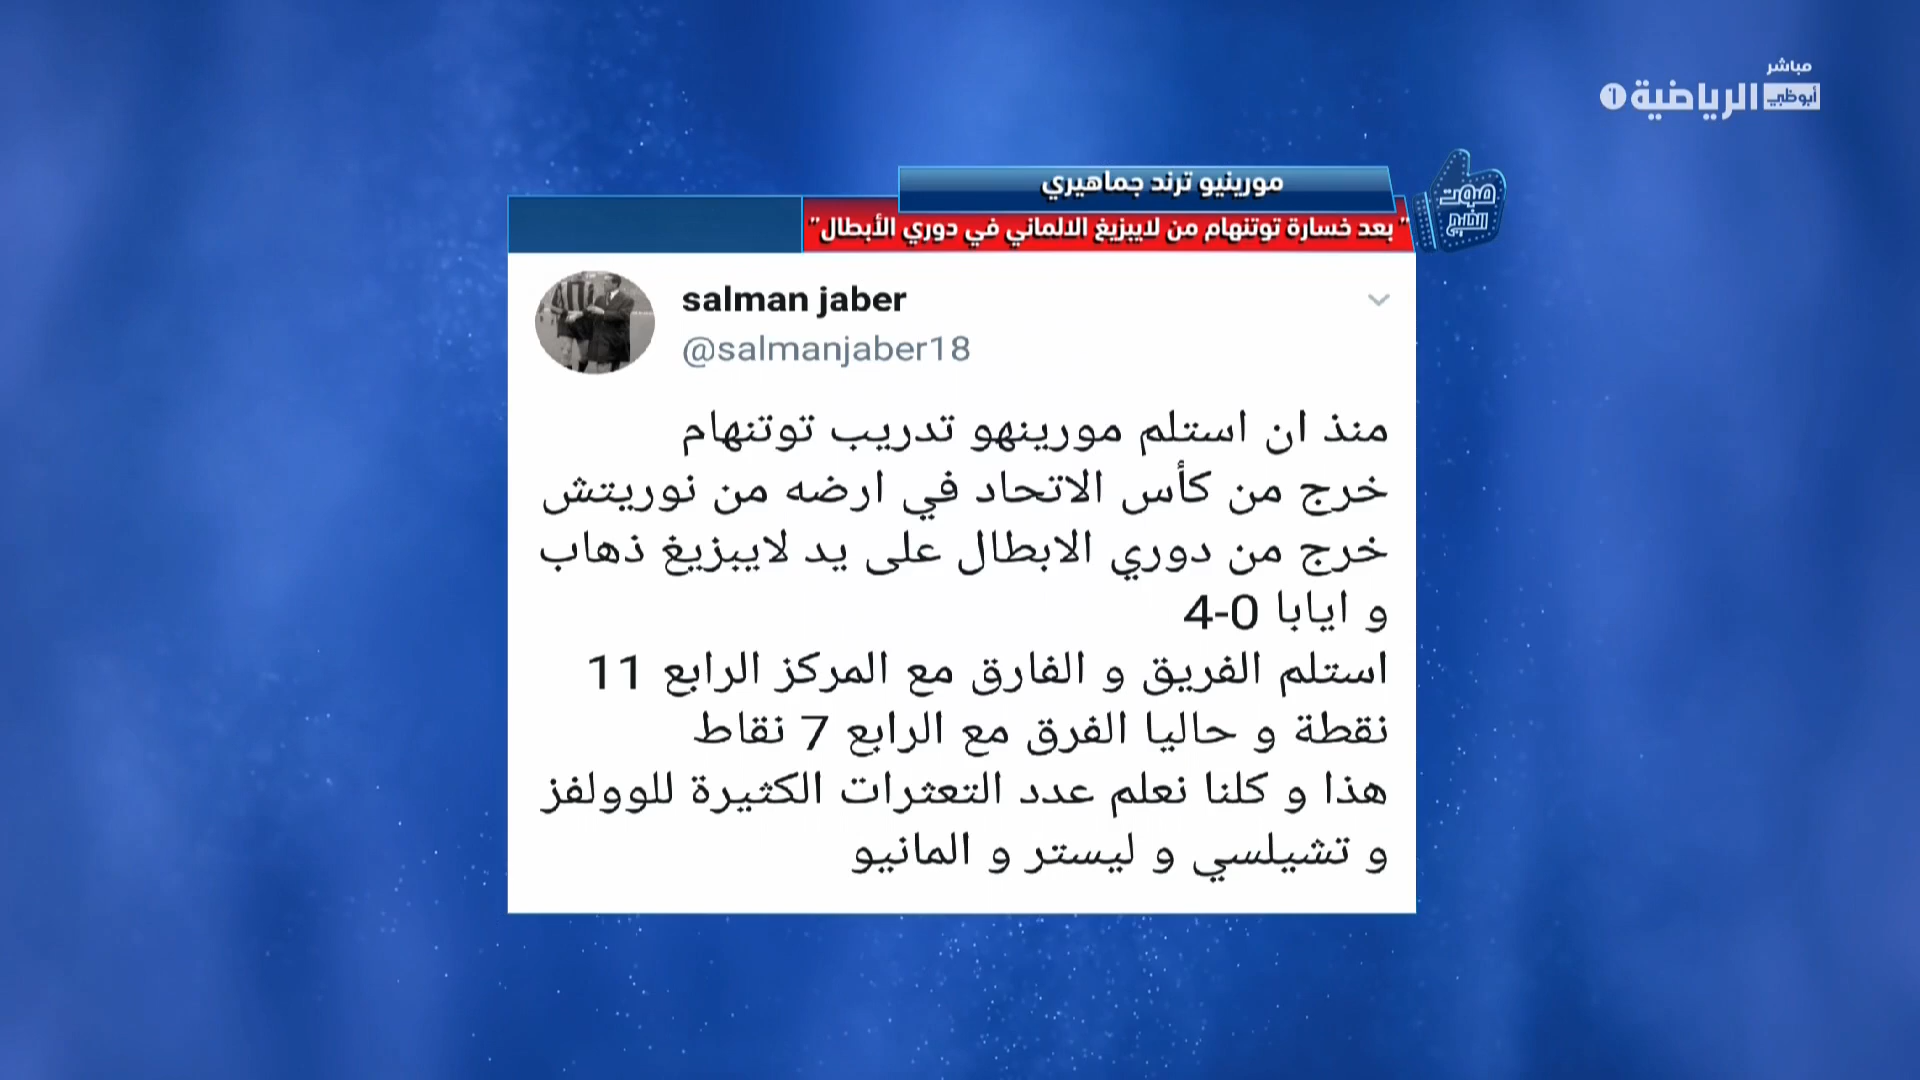 مباشر
أبوظبي الرياضية 1
مورينيو ترند جماهيري
" بعد خسارة توتنهام من لايبزيغ الالماني في دوري الأبطال"
صوت
salman jaber
@salmanjaber18
منذ ان استلم مورينهو تدريب توتنهام
خرج من كأس الاتحاد في ارضه من نوريتش
خرج من دوري الابطال على يد لايبزيغ ذهاب
و ايابا 0-4
استلم الفريق و الفارق مع المركز الرابع 11
نقطة و حاليا الفرق مع الرابع 7 نقاط
هذا و كلنا نعلم عدد التعثرات الكثيرة للوولفز
و تشيلسي و ليستر و المانيو